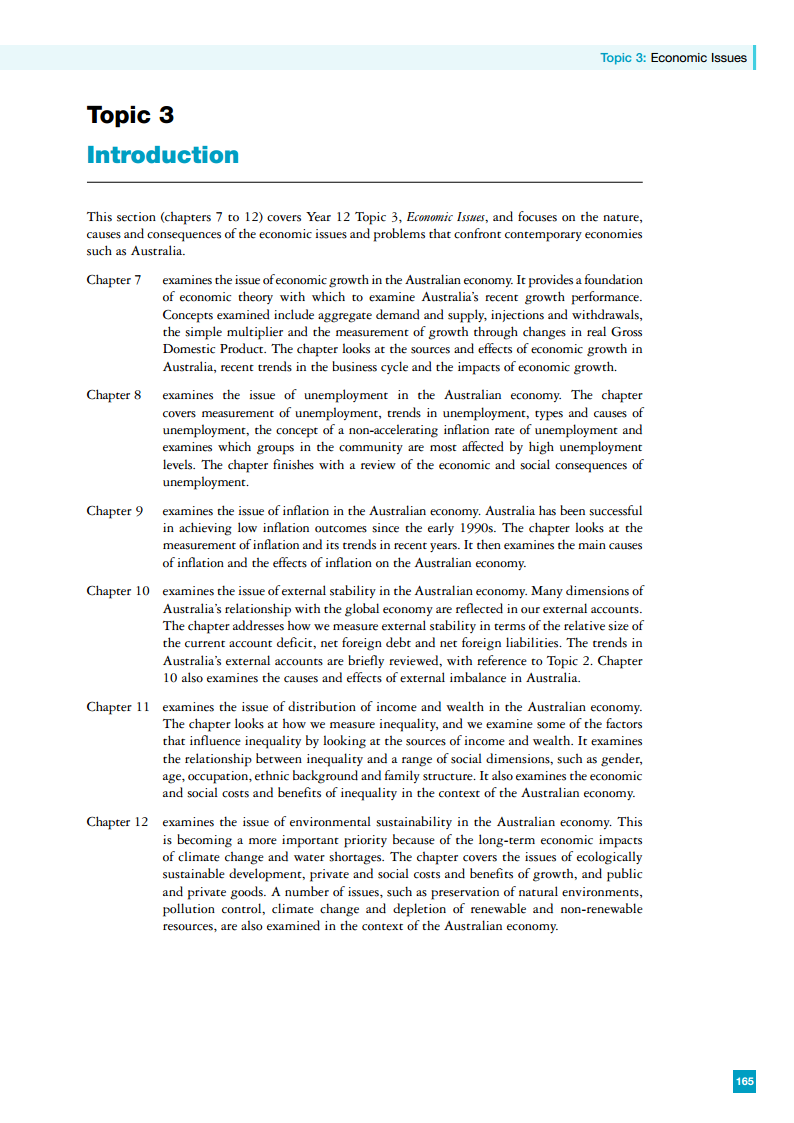 Topic 3: Economic Issues
Topic 3
Introduction
This section (chapters 7 to 12) covers Year 12 Topic 3, Economic Issues, and focuses on the nature,
causes and consequences of the economic issues and problems that confront contemporary economies
such as Australia.
Chapter 7 examines the issue of economic growth in the Australian economy. It provides a foundation
of economic theory with which to examine Australia's recent growth performance.
Concepts examined include aggregate demand and supply, injections and withdrawals,
the simple multiplier and the measurement of growth through changes in real Gross
Domestic Product. The chapter looks at the sources and effects of economic growth in
Australia, recent trends in the business cycle and the impacts of economic growth.
Chapter 8 examines the issue of unemployment in the Australian economy. The chapter
covers measurement of unemployment, trends in unemployment, types and causes of
unemployment, the concept of a non-accelerating inflation rate of unemployment and
examines which groups in the community are most affected by high unemployment
levels. The chapter finishes with a review of the economic and social consequences of
unemployment.
Chapter 9 examines the issue of inflation in the Australian economy. Australia has been successful
in achieving low inflation outcomes since the early 1990s. The chapter looks at the
measurement of inflation and its trends in recent years. It then examines the main causes
of inflation and the effects of inflation on the Australian economy.
Chapter 10 examines the issue of external stability in the Australian economy. Many dimensions of
Australia's relationship with the global economy are reflected in our external accounts.
The chapter addresses how we measure external stability in terms of the relative size of
the current account deficit, net foreign debt and net foreign liabilities. The trends in
Australia's external accounts are briefly reviewed, with reference to Topic 2. Chapter
10 also examines the causes and effects of external imbalance in Australia.
Chapter 11 examines the issue of distribution of income and wealth in the Australian economy.
The chapter looks at how we measure inequality, and we examine some of the factors
that influence inequality by looking at the sources of income and wealth. It examines
the relationship between inequality and a range of social dimensions, such as gender,
age, occupation, ethnic background and family structure. It also examines the economic
and social costs and benefits of inequality in the context of the Australian economy.
Chapter 12 examines the issue of environmental sustainability in the Australian economy. This
is becoming a more important priority because of the long-term economic impacts
of climate change and water shortages. The chapter covers the issues of ecologically
sustainable development, private and social costs and benefits of growth, and public
and private goods. A number of issues, such as preservation of natural environments,
pollution control, climate change and depletion of renewable and non-renewable
resources, are also examined in the context of the Australian economy.
165